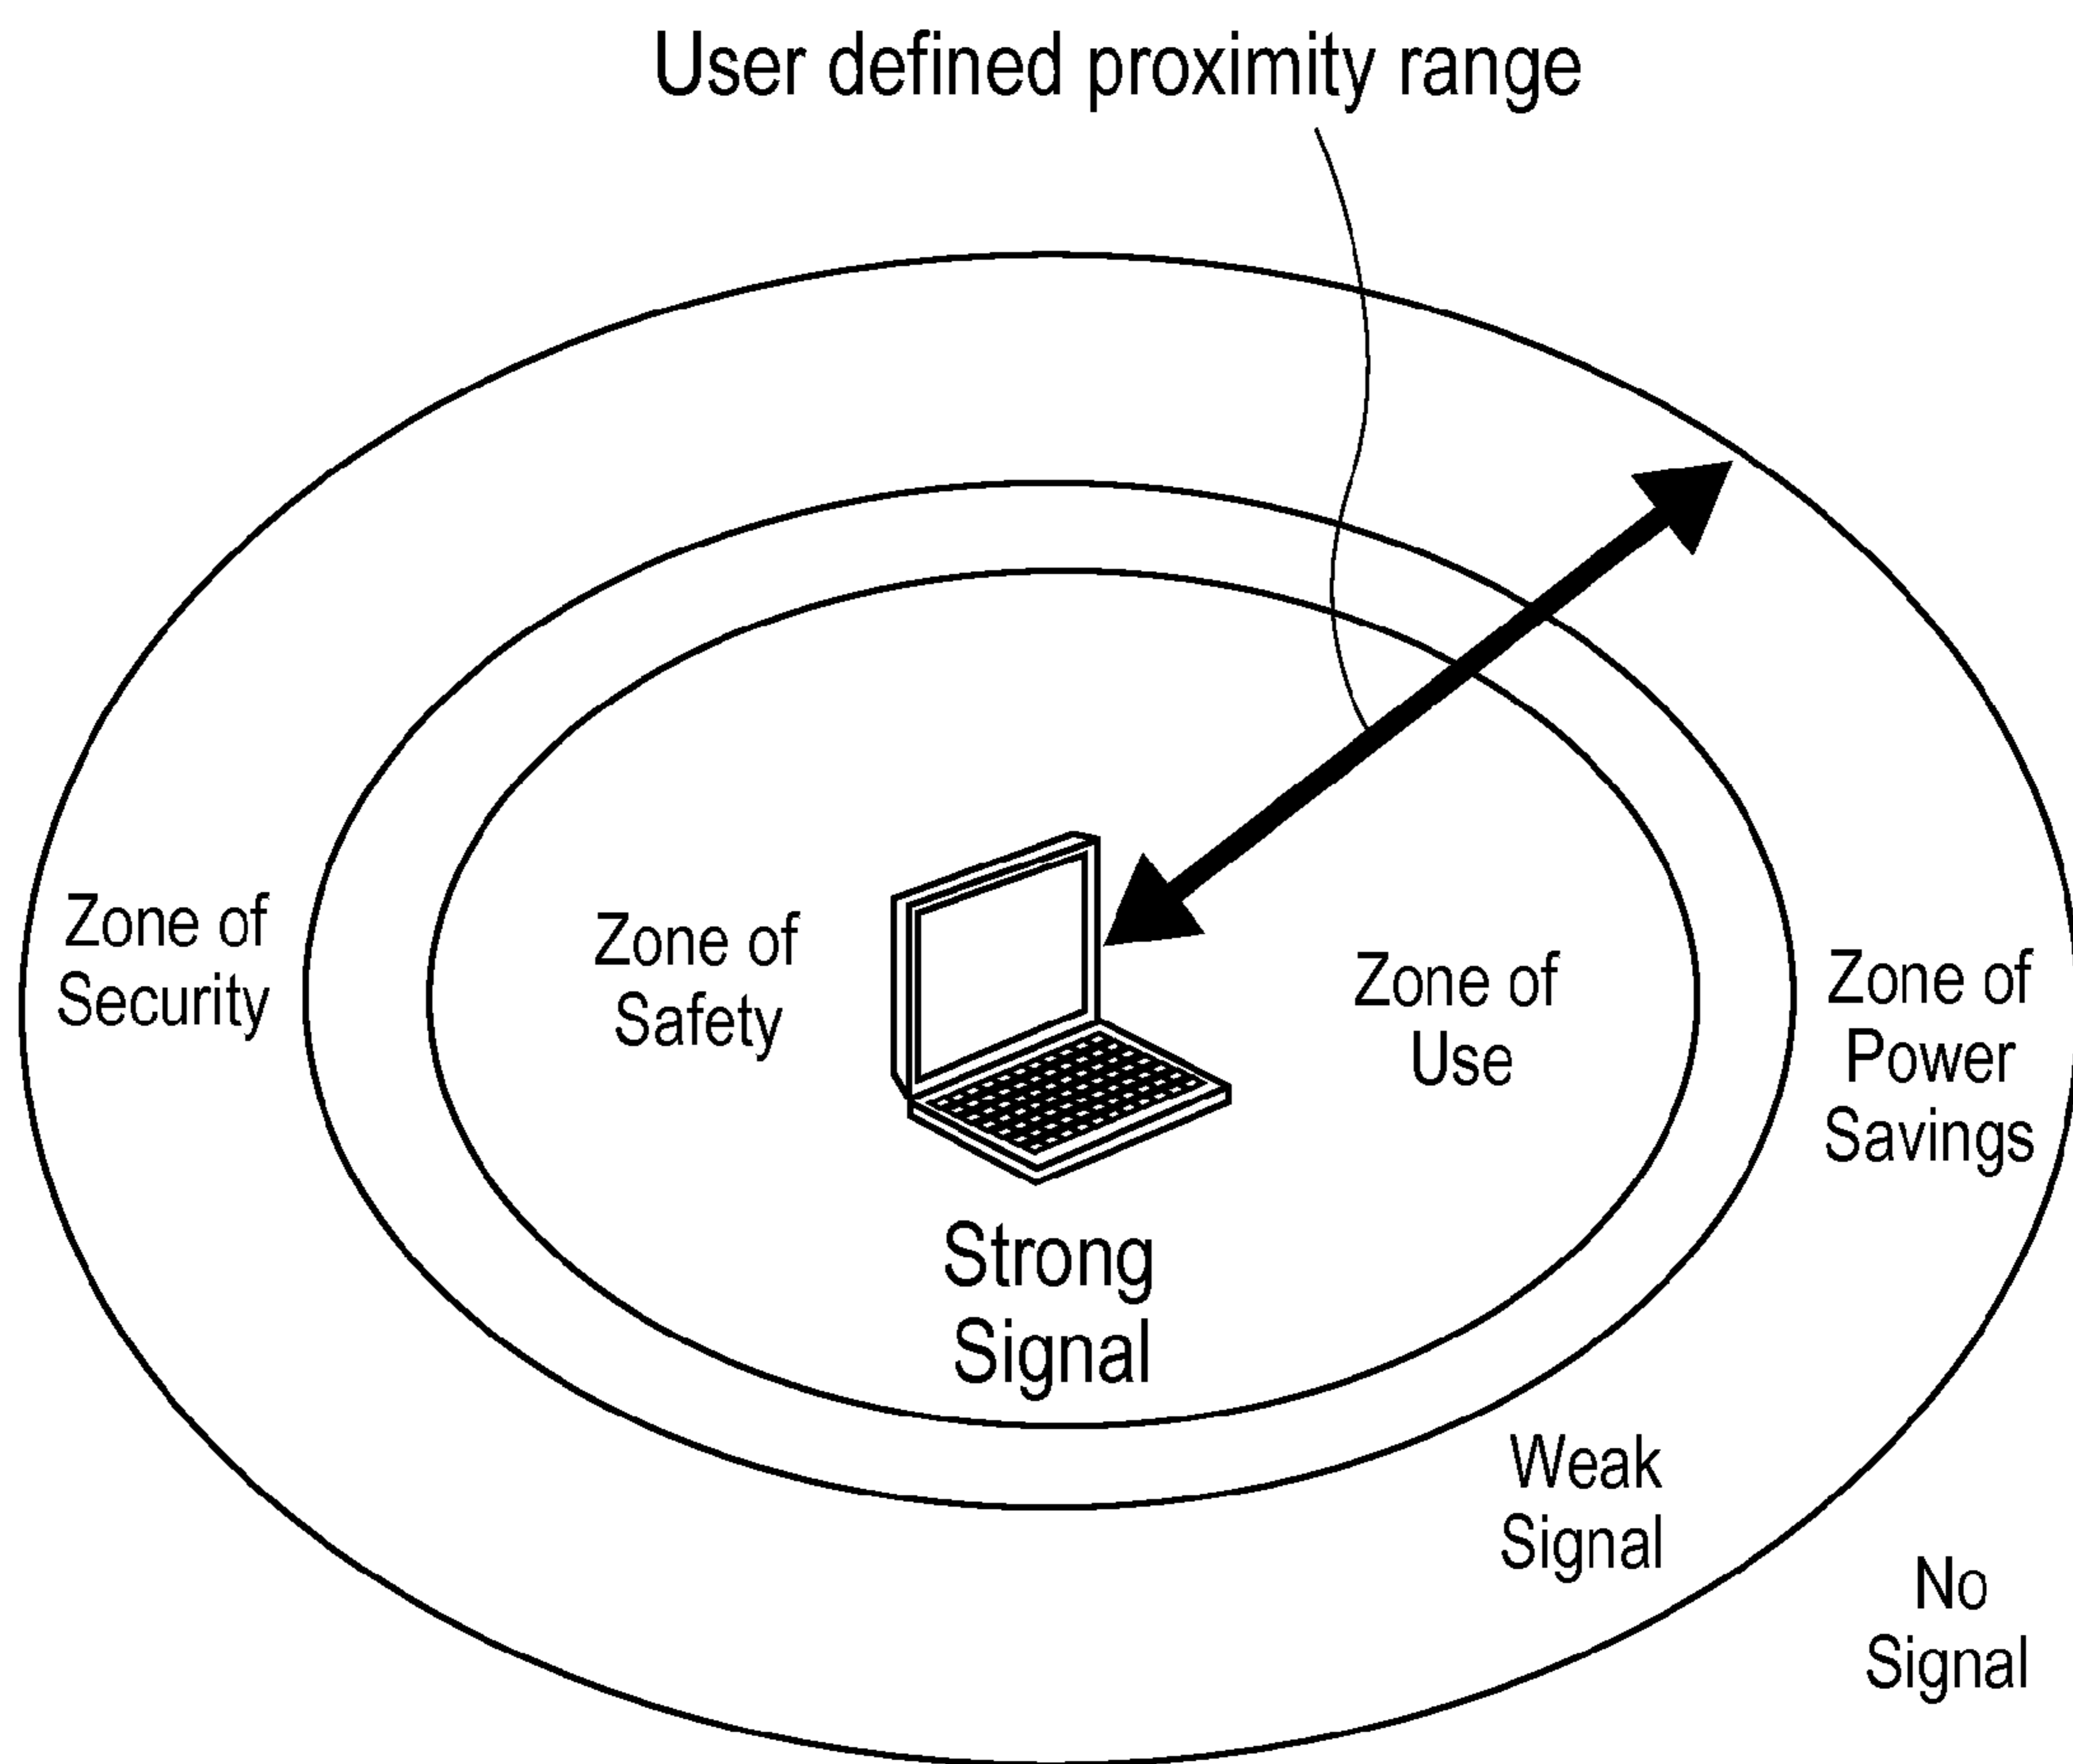 User defined proximity range
Zone of
Security
Zone of
Safety
Zone of
Use
Zone of
Power
Savings
Strong
Signal
Weak
Signal
No
Signal